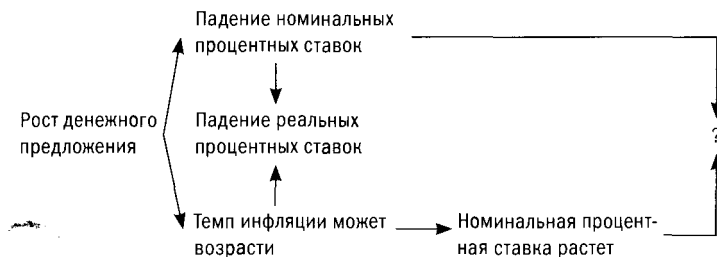 Падение номинальных
процентных ставок
Рост денежного
предложения
Падение реальных
процентных ставок
?
Темп инфляции может
возрасти
Номинальная процент-
ная ставка растет